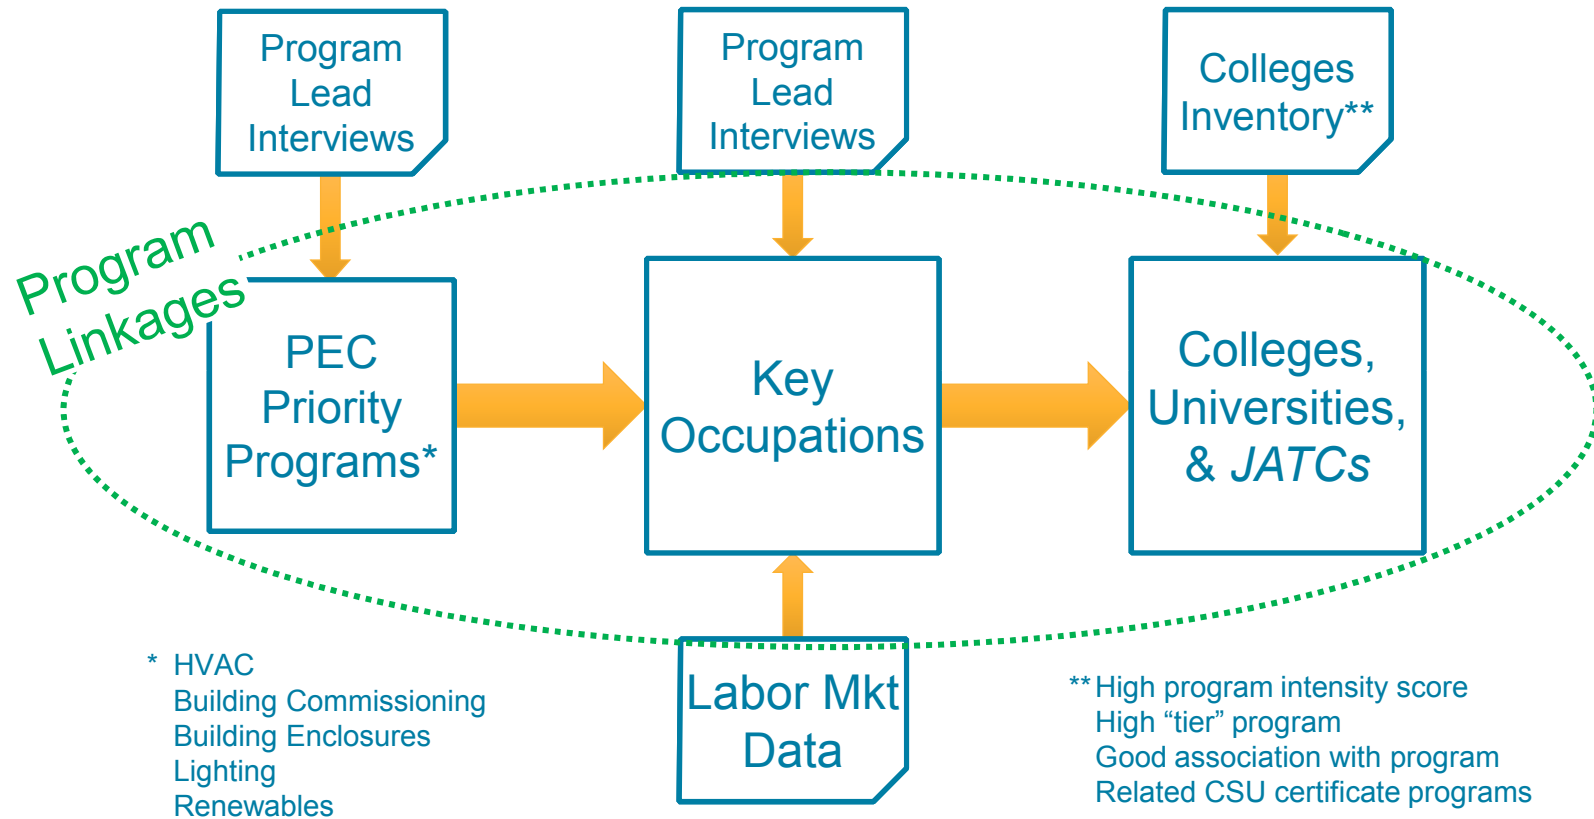 Program
Lead
Interviews
Program
Lead
Interviews
Colleges
Inventory**
Program
Linkages
PEC
Priority
Programs*
Key
Occupations
Colleges,
Universities,
& JATCs
Labor Mkt
Data
* HVAC
Building Commissioning
Building Enclosures
Lighting
Renewables
** High program intensity score
High “tier” program
Good association with program
Related CSU certificate programs